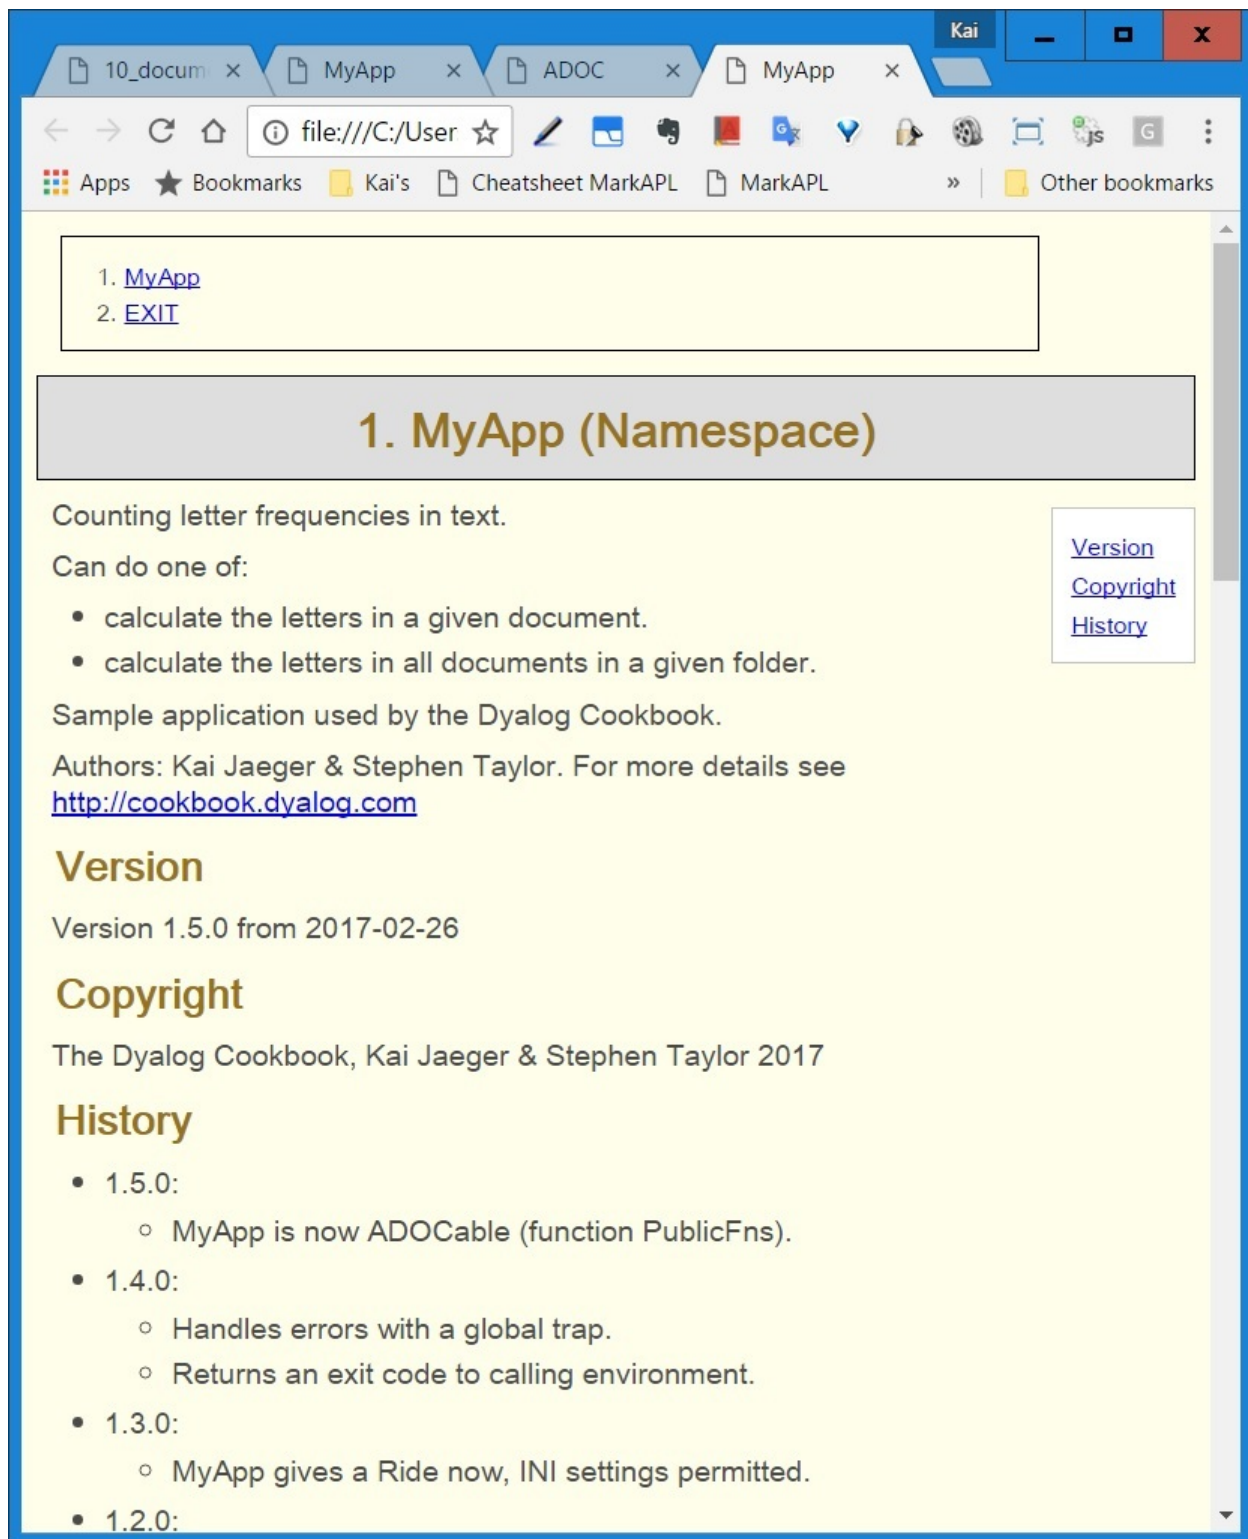 Kai
10_docum
MyApp
ADOC
MyApp
file:///C:/User
js
G
Apps
Bookmarks
Kai's
Cheatsheet MarkAPL
MarkAPL
»
Other bookmarks
1. MyApp
2. EXIT
1. MyApp (Namespace)
Counting letter frequencies in text.
Can do one of:
• calculate the letters in a given document.
• calculate the letters in all documents in a given folder.
Sample application used by the Dyalog Cookbook.
Authors: Kai Jaeger & Stephen Taylor. For more details see
http://cookbook.dyalog.com
Version
Copyright
History
Version
Version 1.5.0 from 2017-02-26
Copyright
The Dyalog Cookbook, Kai Jaeger & Stephen Taylor 2017
History
• 1.5.0:
◦ MyApp is now ADOCable (function PublicFns).
• 1.4.0:
◦ Handles errors with a global trap.
◦ Returns an exit code to calling environment.
• 1.3.0:
◦ MyApp gives a Ride now, INI settings permitted.
• 1.2.0: